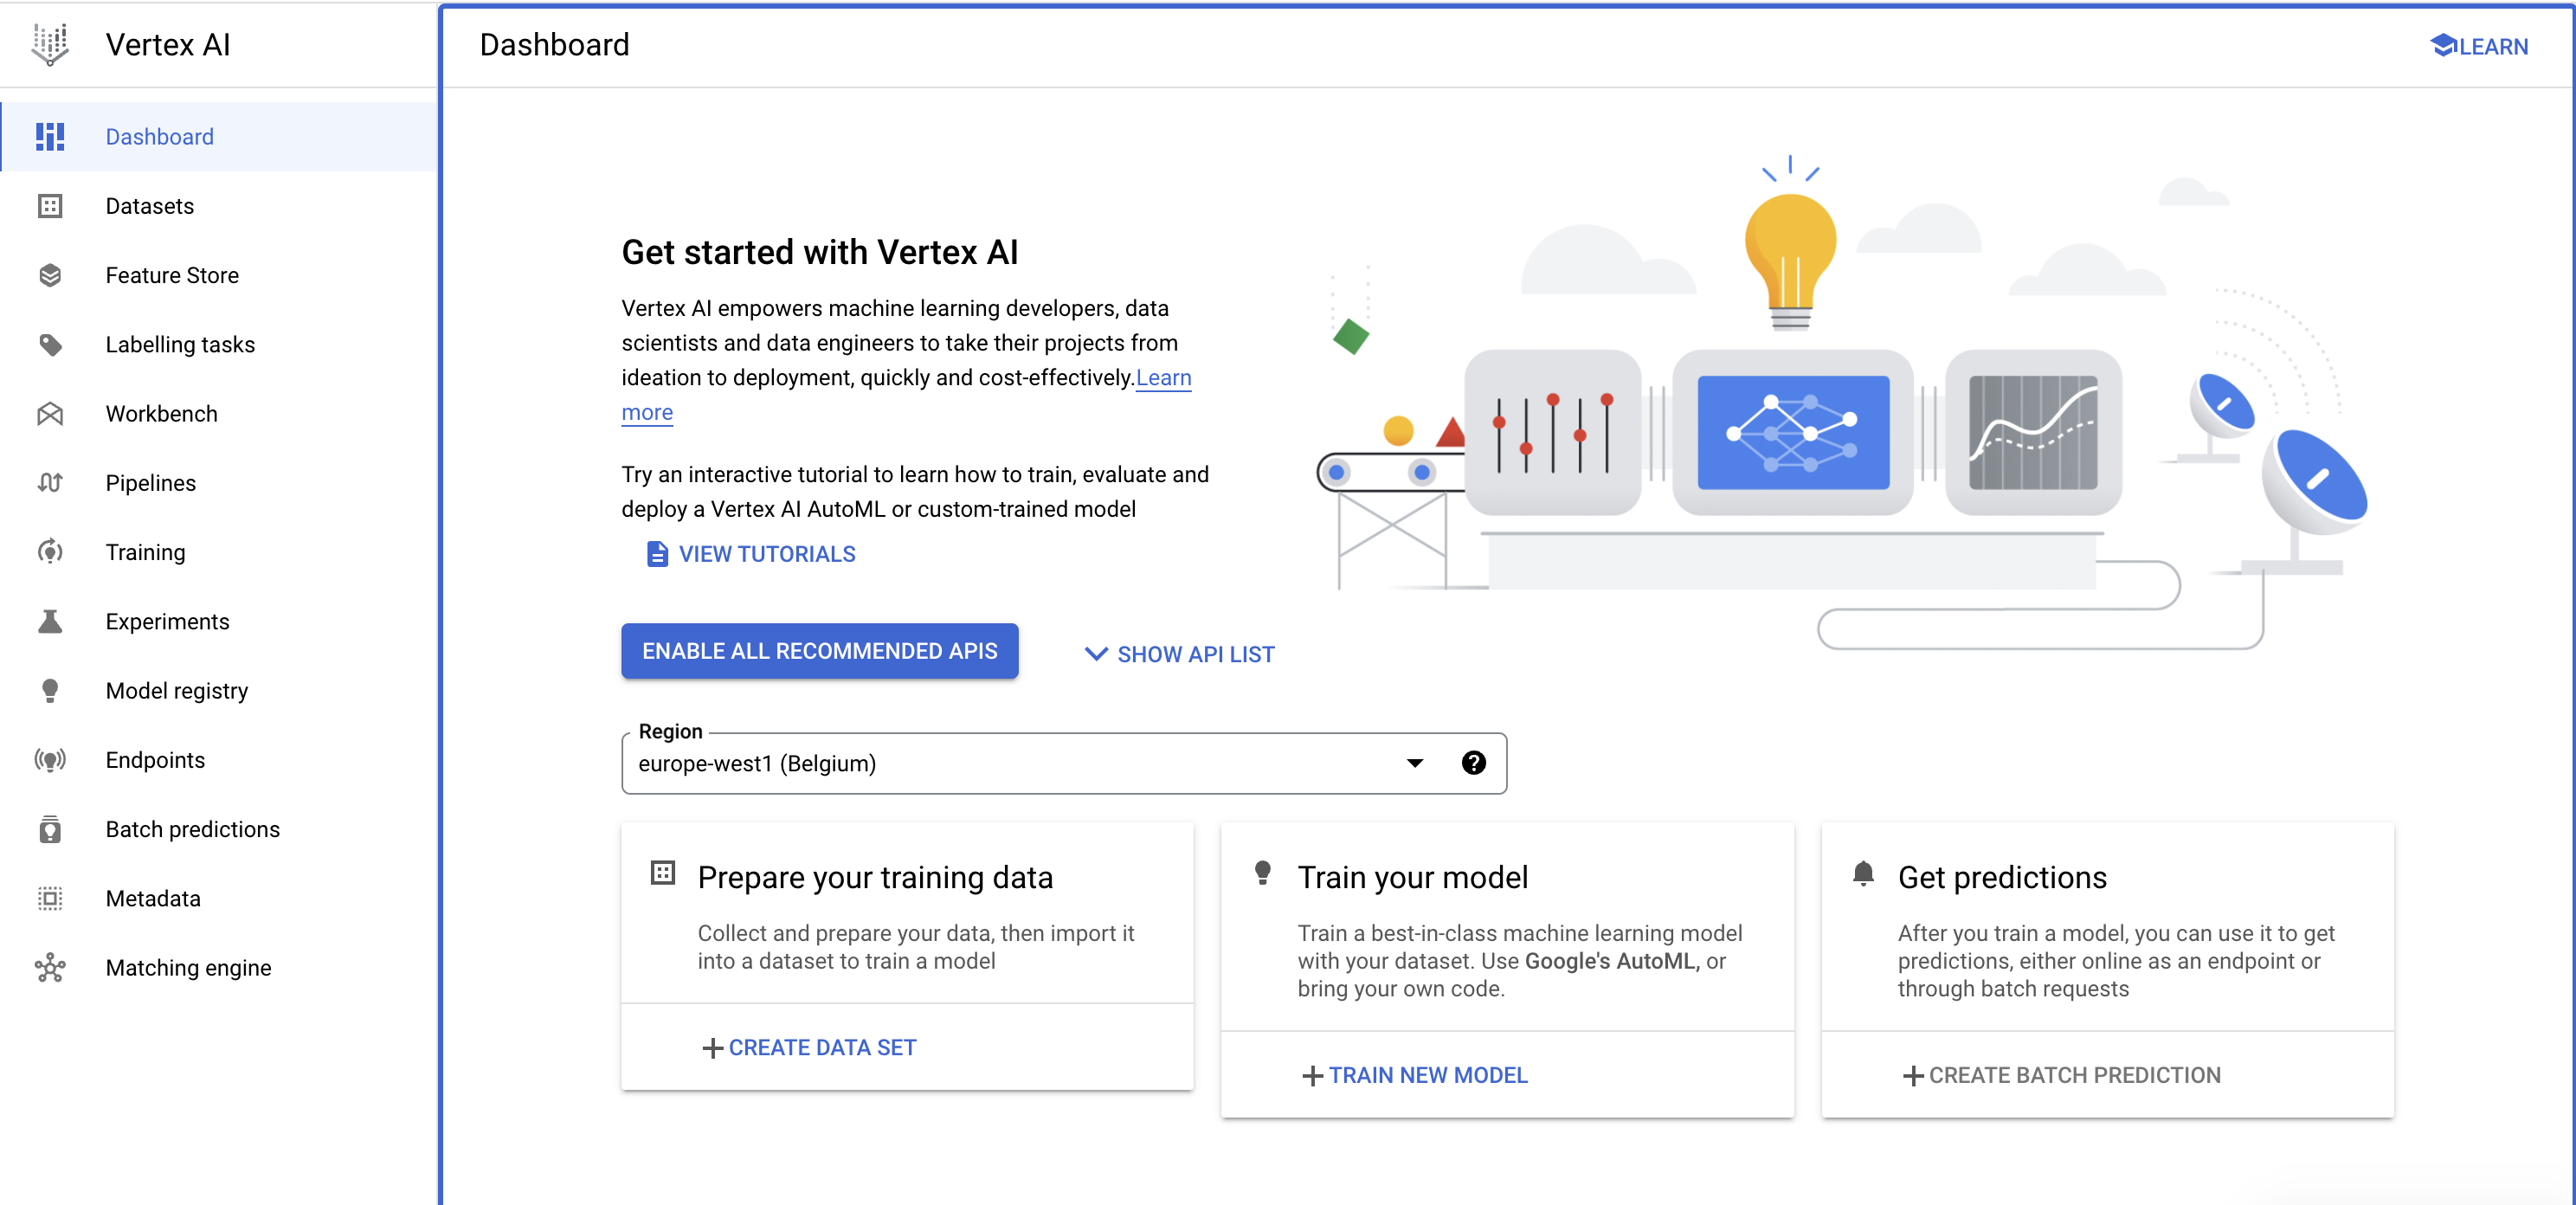 Vertex AI
Dashboard
Datasets
Feature Store
Labelling tasks
Workbench
Pipelines
Training
Experiments
Model registry
Endpoints
Batch predictions
Metadata
Matching engine
Dashboard
LEARN
Get started with Vertex AI
Vertex AI empowers machine learning developers, data
scientists and data engineers to take their projects from
ideation to deployment, quickly and cost-effectively.Learn
more
Try an interactive tutorial to learn how to train, evaluate and
deploy a Vertex AI AutoML or custom-trained model
VIEW TUTORIALS
ENABLE ALL RECOMMENDED APIS
SHOW API LIST
Region
europe-west1 (Belgium)
Prepare your training data
Collect and prepare your data, then import it
into a dataset to train a model
CREATE DATA SET
Train your model
Train a best-in-class machine learning model
with your dataset. Use Google's AutoML, or
bring your own code.
TRAIN NEW MODEL
Get predictions
After you train a model, you can use it to get
predictions, either online as an endpoint or
through batch requests
CREATE BATCH PREDICTION